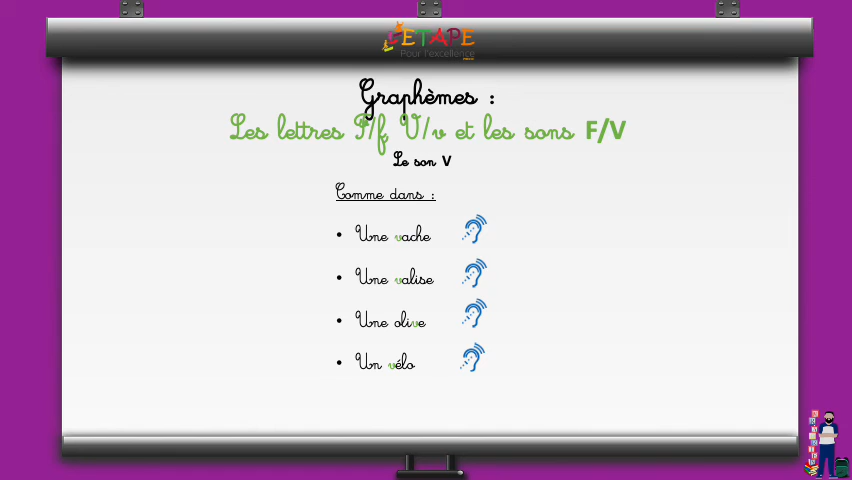 ETAPE
Pour l'excellence
Graphèmes :
Les lettres F/f, V/v et les sons F/V
Le son V
Comme dans :
• Une vache
• Une valise
• Une olive
• Un vélo